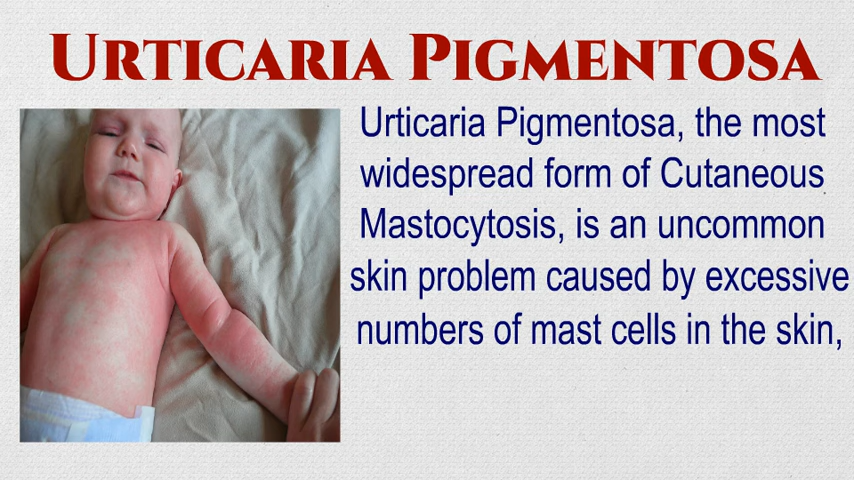 Urticaria Pigmentosa
Urticaria Pigmentosa, the most
widespread form of Cutaneous
Mastocytosis, is an uncommon
skin problem caused by excessive
numbers of mast cells in the skin,